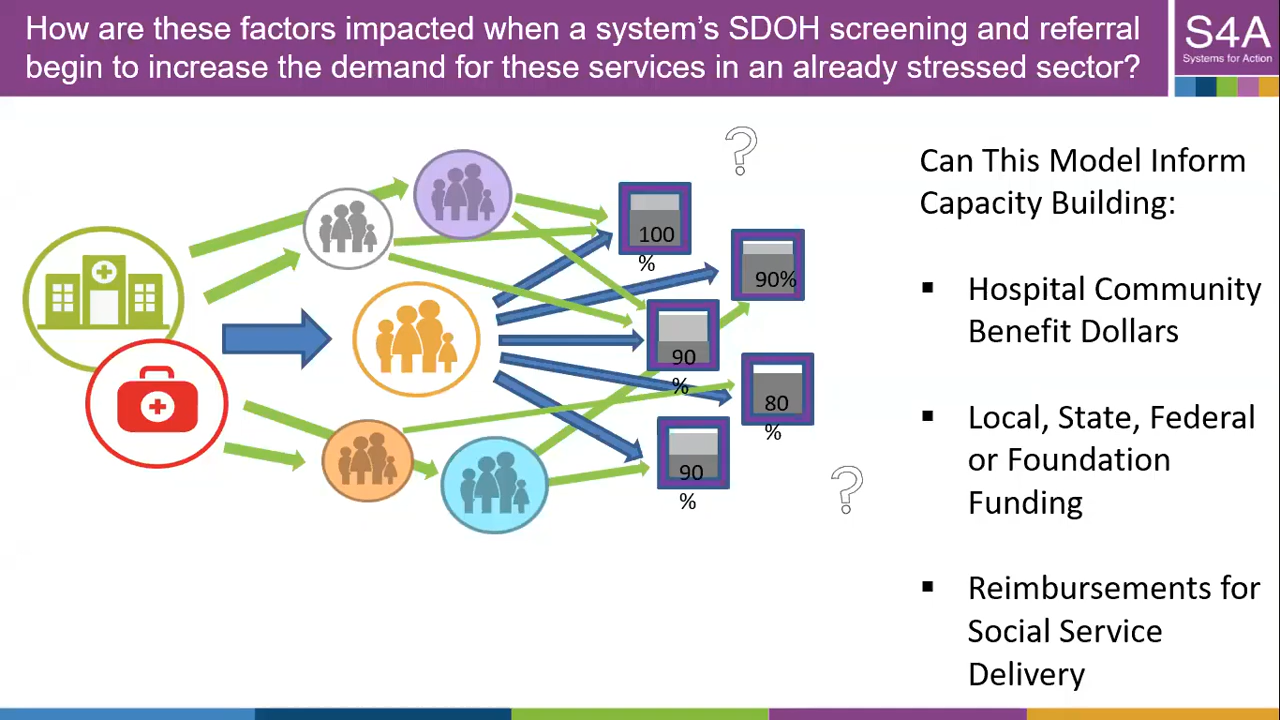 How are these factors impacted when a system's SDOH screening and referral
begin to increase the demand for these services in an already stressed sector?
S4A
Systems for Action
?
Can This Model Inform
Capacity Building:
100
%
90%
▪ Hospital Community
Benefit Dollars
90
%
80
%
▪ Local, State, Federal
or Foundation
Funding
90
%
?
▪ Reimbursements for
Social Service
Delivery